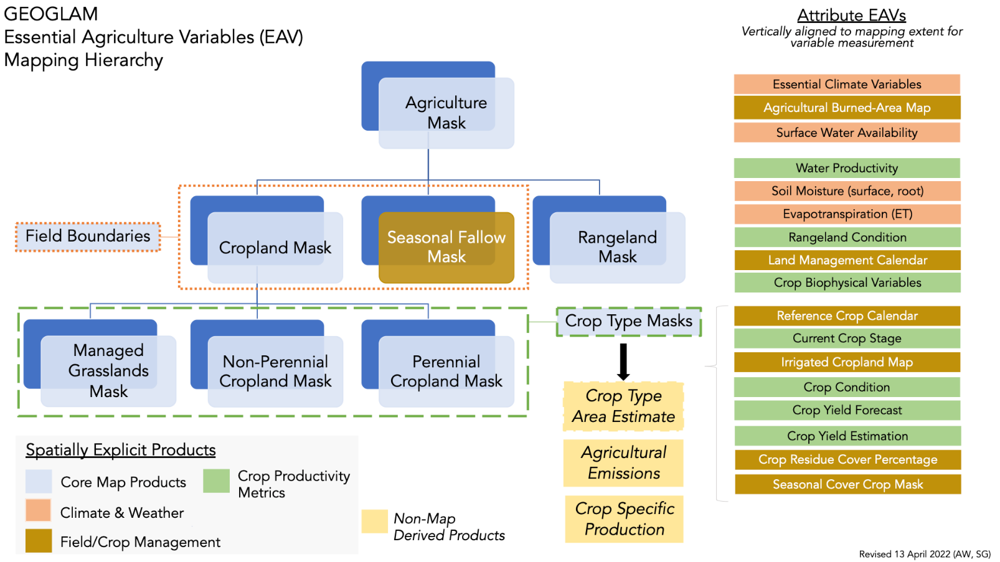 GEOGLAM
Essential Agriculture Variables (EAV)
Mapping Hierarchy
Attribute EAVs
Vertically aligned to mapping extent for
variable measurement
Agriculture
Mask
Field Boundaries
Cropland Mask
Seasonal Fallow
Mask
Rangeland
Mask
Managed
Grasslands
Mask
Non-Perennial
Cropland Mask
Perennial
Cropland Mask
Crop Type Masks
Crop Type
Area Estimate
Agricultural
Emissions
Crop Specific
Production
Essential Climate Variables
Agricultural Burned-Area Map
Surface Water Availability
Water Productivity
Soil Moisture (surface, root)
Evapotranspiration (ET)
Rangeland Condition
Land Management Calendar
Crop Biophysical Variables
Reference Crop Calendar
Current Crop Stage
Irrigated Cropland Map
Crop Condition
Crop Yield Forecast
Crop Yield Estimation
Crop Residue Cover Percentage
Seasonal Cover Crop Mask
Spatially Explicit Products
Core Map Products
Climate & Weather
Field/Crop Management
Crop Productivity
Metrics
Non-Map
Derived Products
Revised 13 April 2022 (AW, SG)